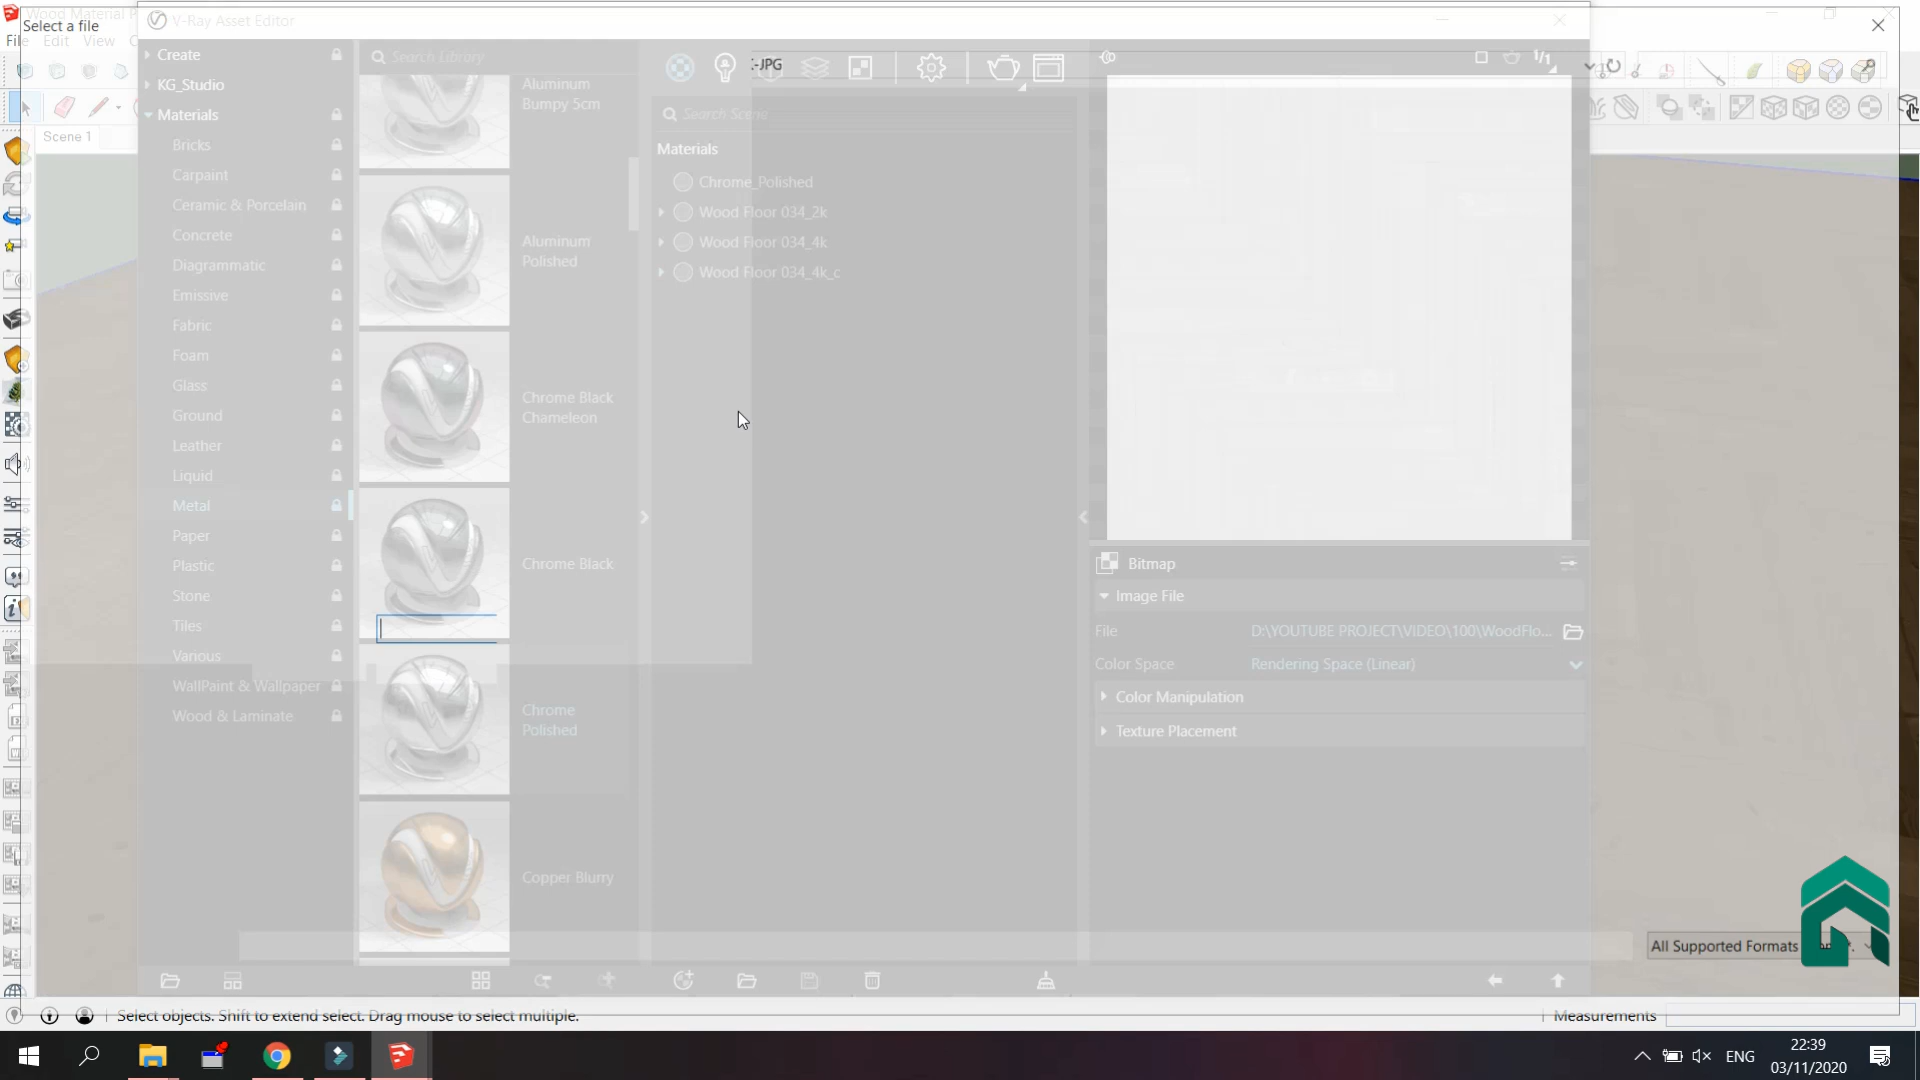 Wood Material
Select a file
V-Ray Asset Editor
File
Edit
View
Create
KG_Studio
Materials
Bricks
Carpaint
Ceramic & Porcelain
Concrete
Diagrammatic
Emissive
Fabric
Foam
Glass
Ground
Leather
Liquid
Metal
Paper
Plastic
Stone
Tiles
Various
WallPaint & Wallpaper
Wood & Laminate
Scene 1
Search Library
Aluminum
Bumpy 5cm
Aluminum
Polished
Chrome Black
Chameleon
Chrome Black
Chrome
Polished
Copper Blurry
-JPG
Search Scene
Materials
Chrome_Polished
Wood Floor 034_2k
Wood Floor 034_4k
Wood Floor 034_4k_c
1/1
Bitmap
Image File
File
D:\YOUTUBE PROJECT\VIDEO\100\WoodFlo...
Color Space
Rendering Space (Linear)
Color Manipulation
Texture Placement
All Supported Formats
Select objects. Shift to extend select. Drag mouse to select multiple.
Measurements
ENG
22:39
03/11/2020